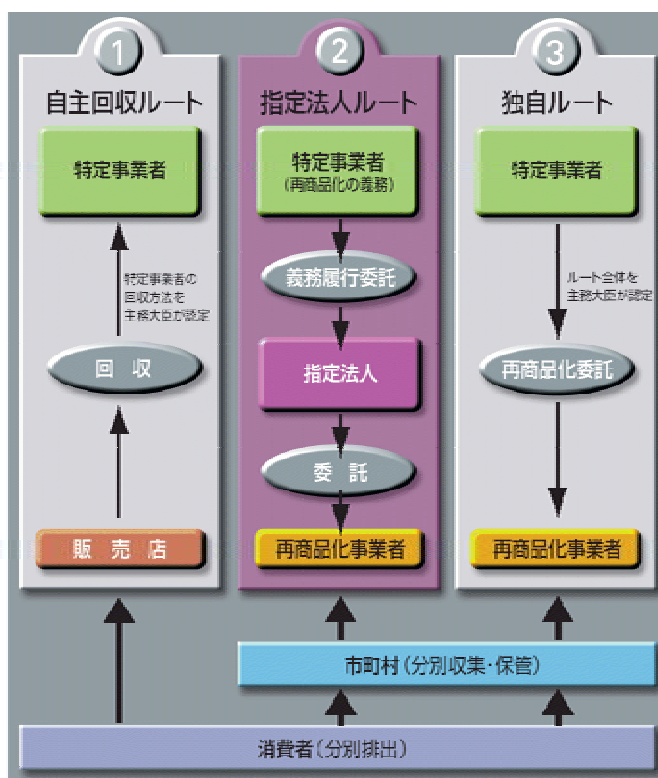 1
自主回収ルート
特定事業者
特定事業者の
回収方法を
主務大臣が認定
回 収
販 売 店
2
指定法人ルート
特定事業者
(再商品化の義務)
義務履行委託
指定法人
委 託
再商品化事業者
3
独自ルート
特定事業者
ルート全体を
主務大臣が認定
再商品化委託
再商品化事業者
市町村(分別収集・保管)
消費者(分別排出)